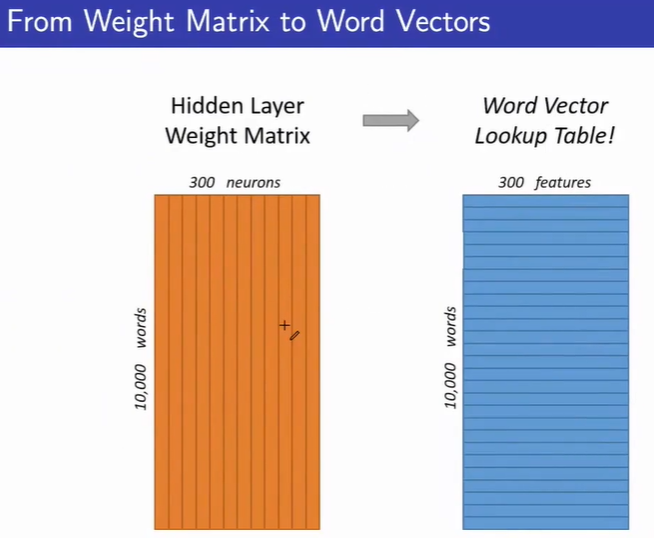 From Weight Matrix to Word Vectors
Hidden Layer
Weight Matrix
300 neurons
10,000 words
Word Vector
Lookup Table!
300 features
10,000 words